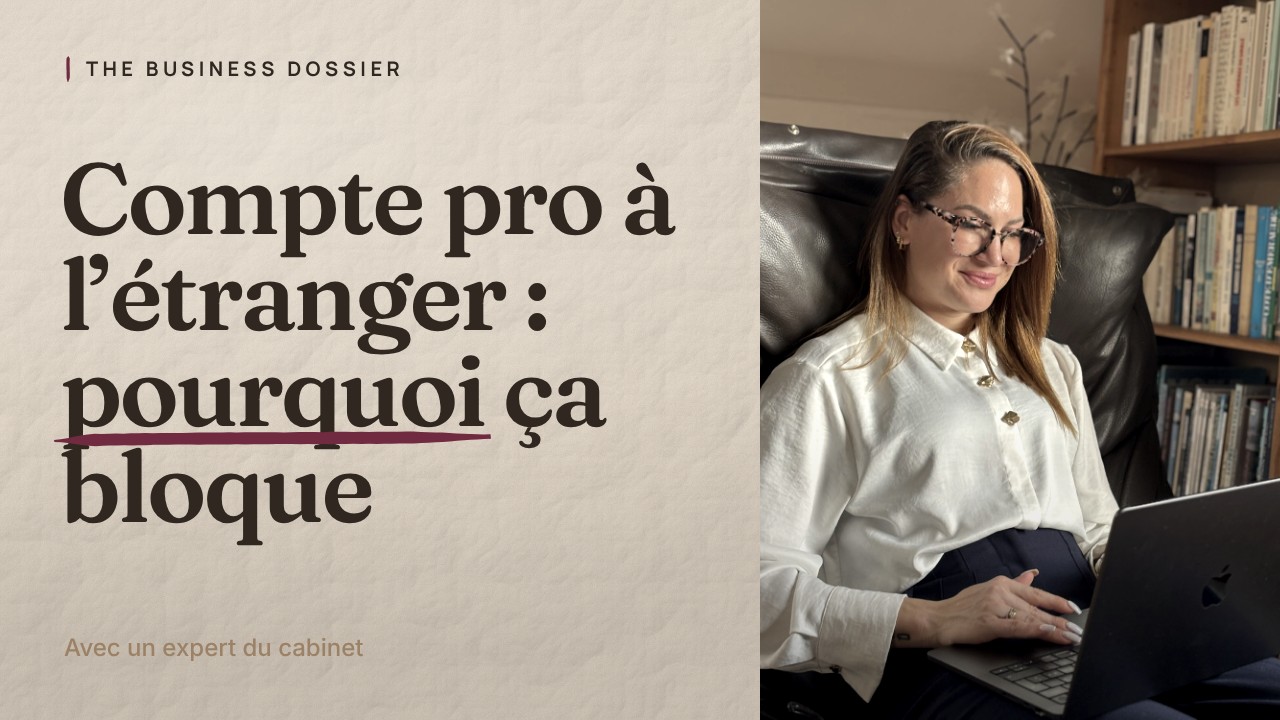 THE BUSINESS DOSSIER
Compte pro à
l’étranger :
pourquoi ça
bloque
Avec un expert du cabinet